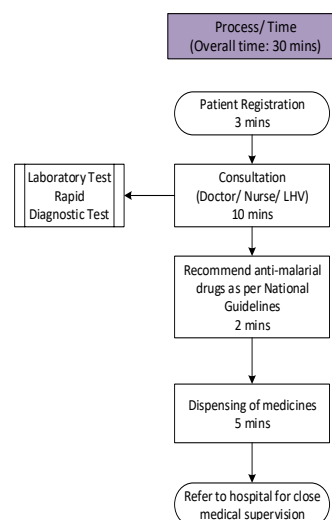 Process/ Time
(Overall time: 30 mins)
Patient Registration
3 mins
Laboratory Test
Rapid
Diagnostic Test
Consultation
(Doctor/ Nurse/ LHV)
10 mins
Recommend anti-malarial
drugs as per National
Guidelines
2 mins
Dispensing of medicines
5 mins
Refer to hospital for close
medical supervision